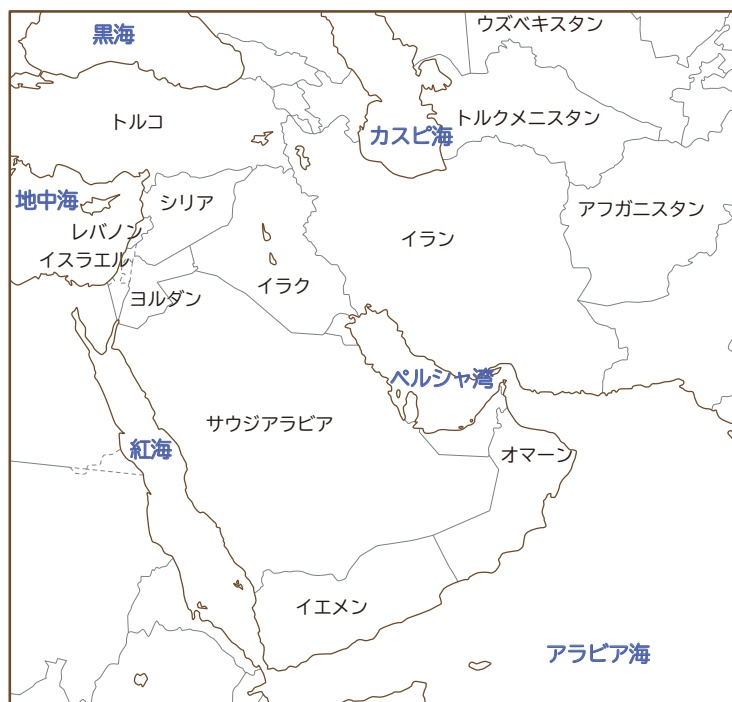 ウズベキスタン
黒海
トルコ
カスピ海
トルクメニスタン
地中海
シリア
アフガニスタン
レバノン
イラン
イスラエル
イラク
ヨルダン
ペルシャ湾
サウジアラビア
紅海
オマーン
イエメン
アラビア海